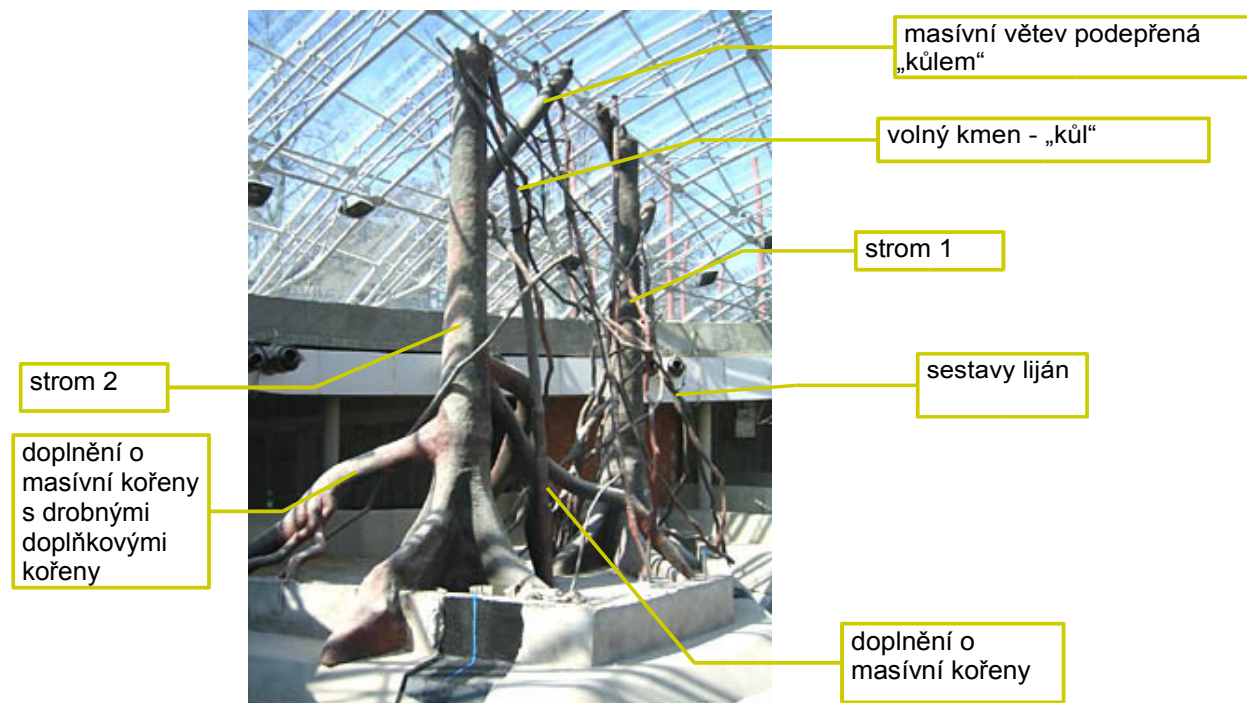 masívní větev podepřená
„kůlem“
volný kmen - „kůl“
strom 1
sestavy liján
strom 2
doplnění o
masívní kořeny
s drobnými
doplňkovými
kořeny
doplnění o
masívní kořeny